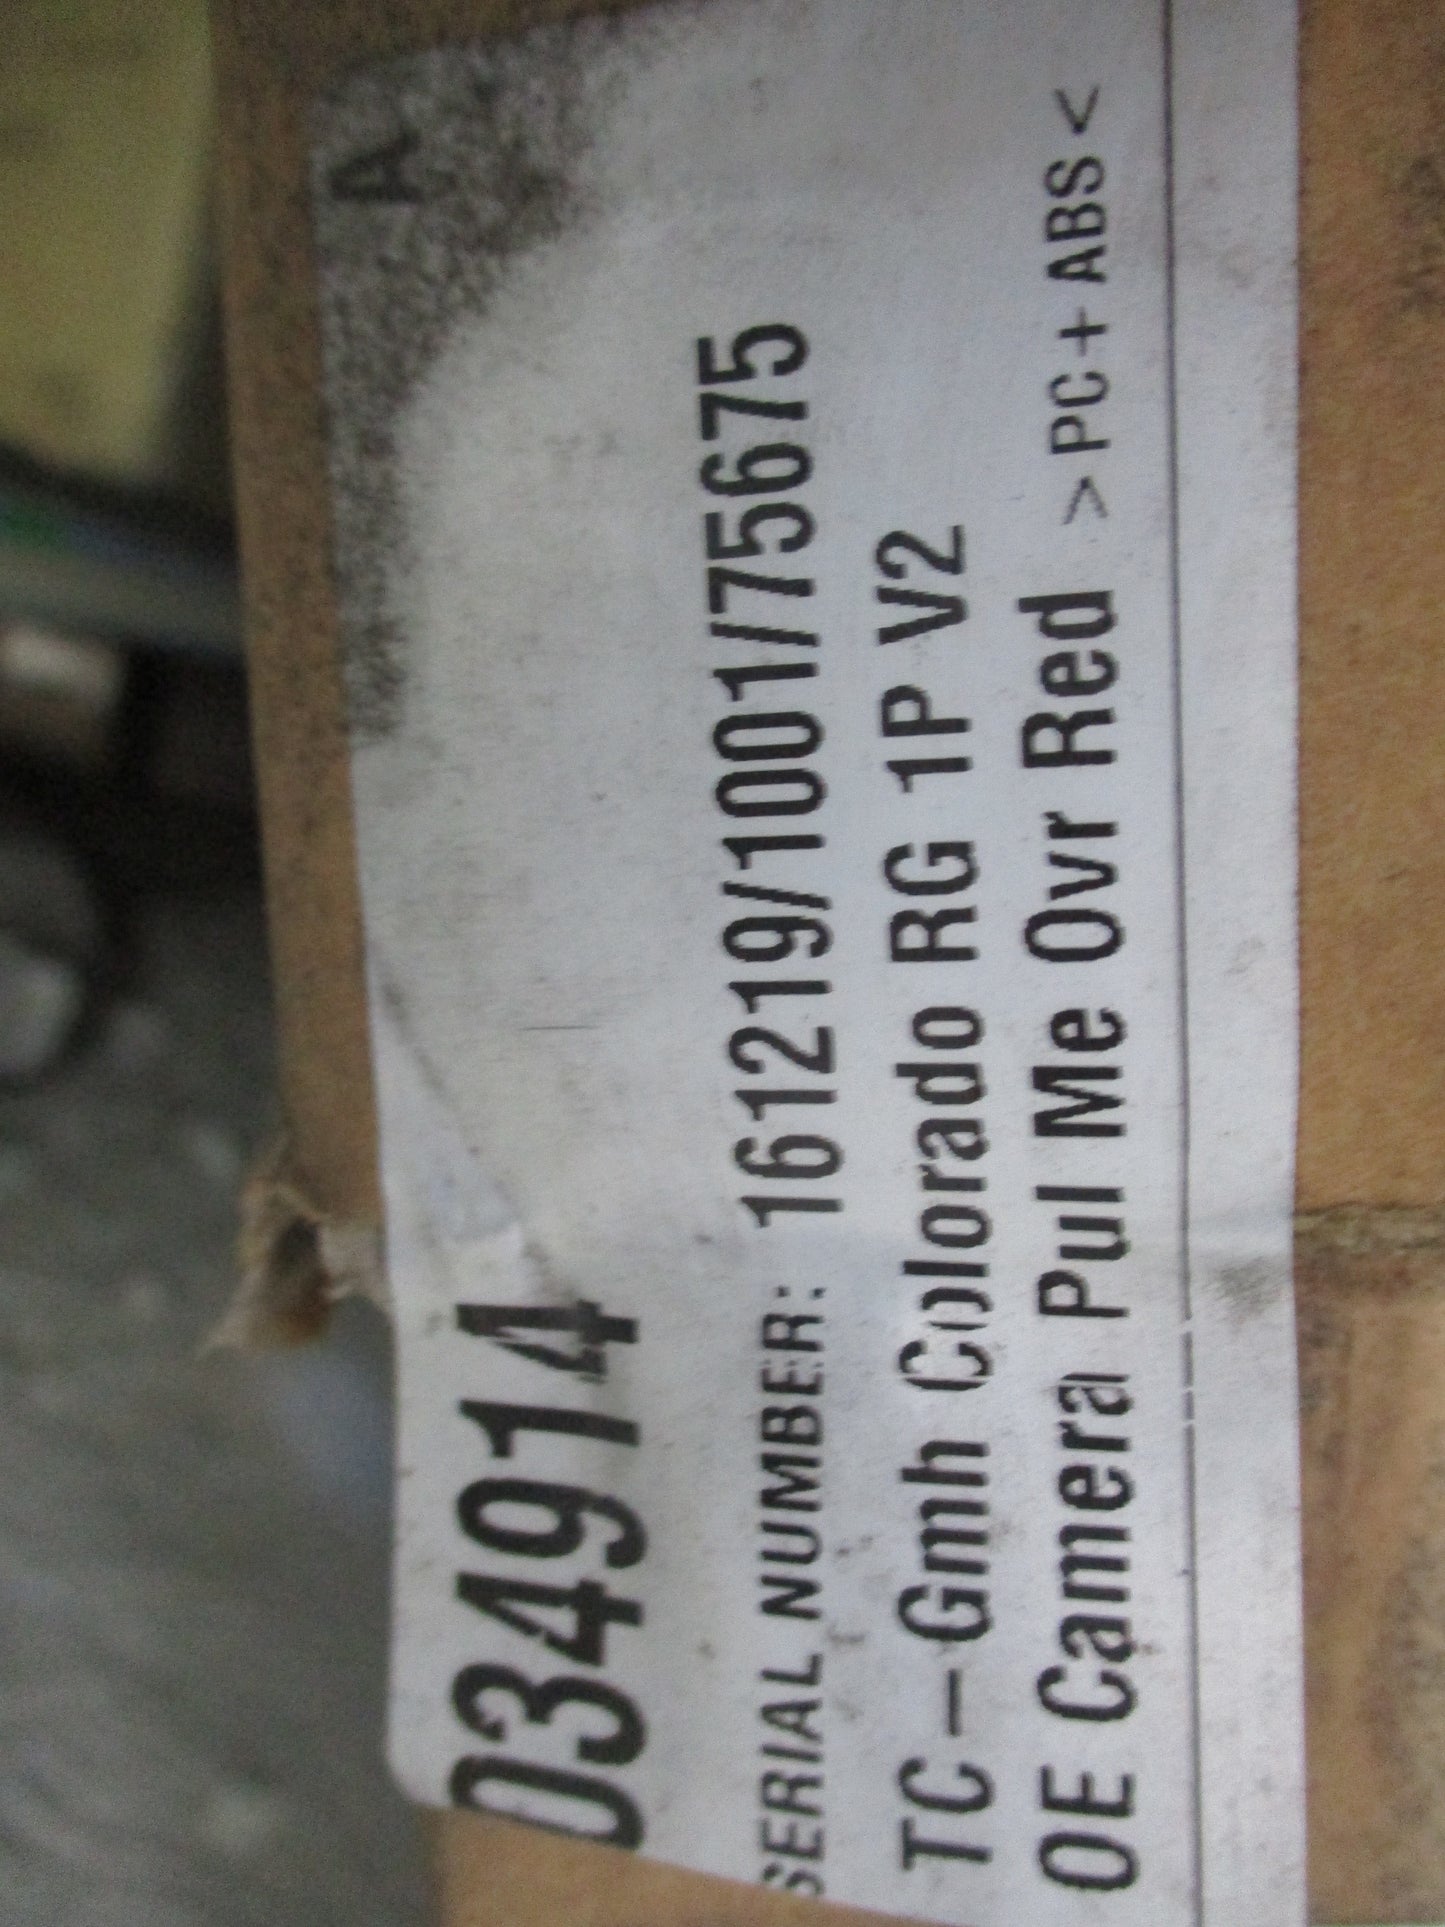 034914
A
SERIAL NUMBER: 161219/1001/75675
TC – Gmh Colorado RG 1P V2
OE Camera Pul Me Ovr Red >PC+ABS<